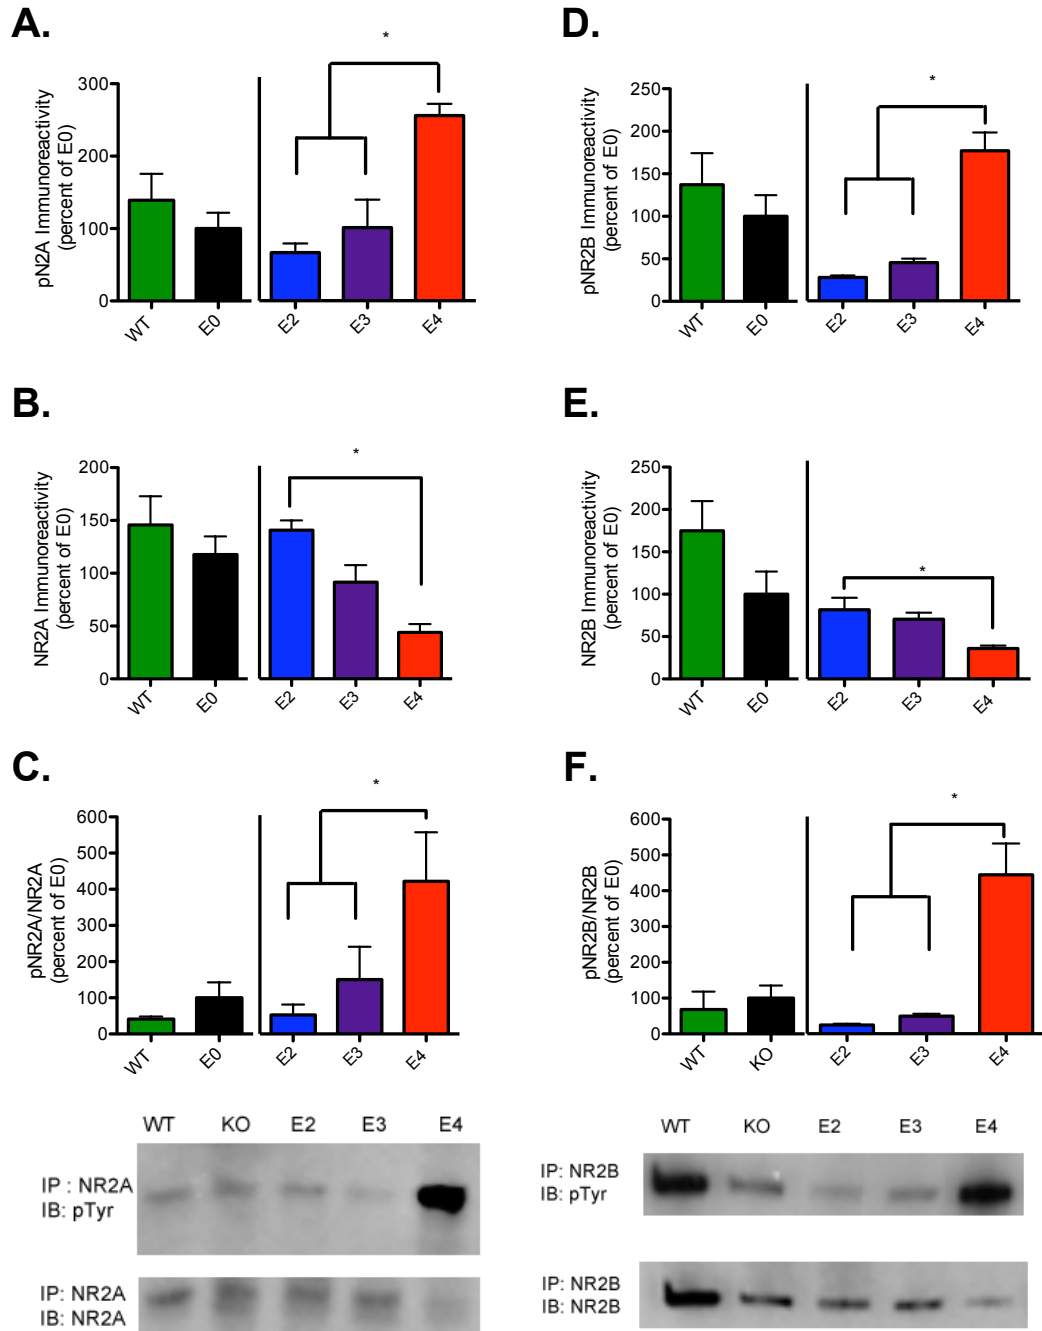 A.
*
pN2A Immunoreactivity
(percent of E0)
300
200
100
0
WT
E0
E2
E3
E4
D.
*
pNR2B Immunoreactivity
(percent of E0)
250
200
150
100
50
0
WT
E0
E2
E3
E4
B.
*
NR2A Immunoreactivity
(percent of E0)
200
150
100
50
0
WT
E0
E2
E3
E4
E.
*
NR2B Immunoreactivity
(percent of E0)
250
200
150
100
50
0
WT
E0
E2
E3
E4
C.
*
pNR2A/NR2A
(percent of E0)
600
500
400
300
200
100
0
WT
E0
E2
E3
E4
F.
*
pNR2B/NR2B
(percent of E0)
600
500
400
300
200
100
0
WT
KO
E2
E3
E4
WT KO E2 E3 E4
IP : NR2A
IB: pTyr
IP: NR2A
IB: NR2A
WT KO E2 E3 E4
IP: NR2B
IB: pTyr
IP: NR2B
IB: NR2B